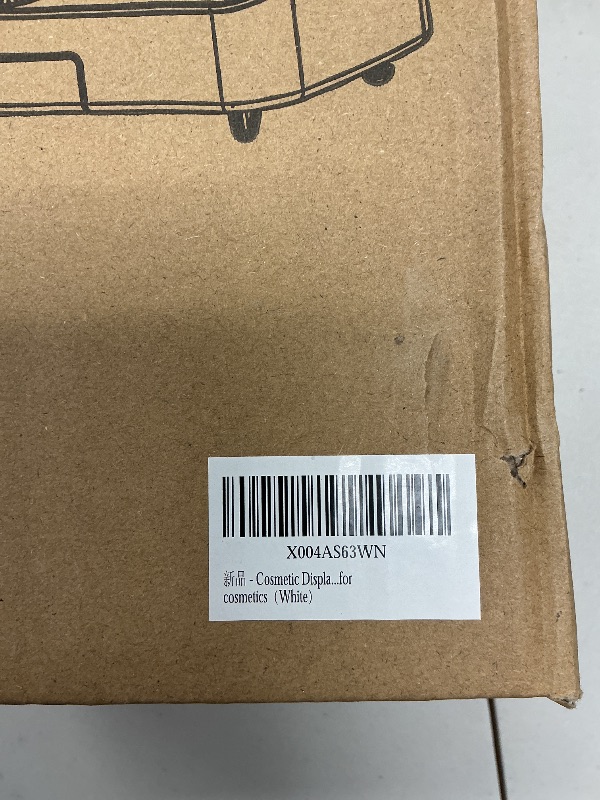 X004AS63WN
新品 - Cosmetic Displa...for
cosmetics（White）